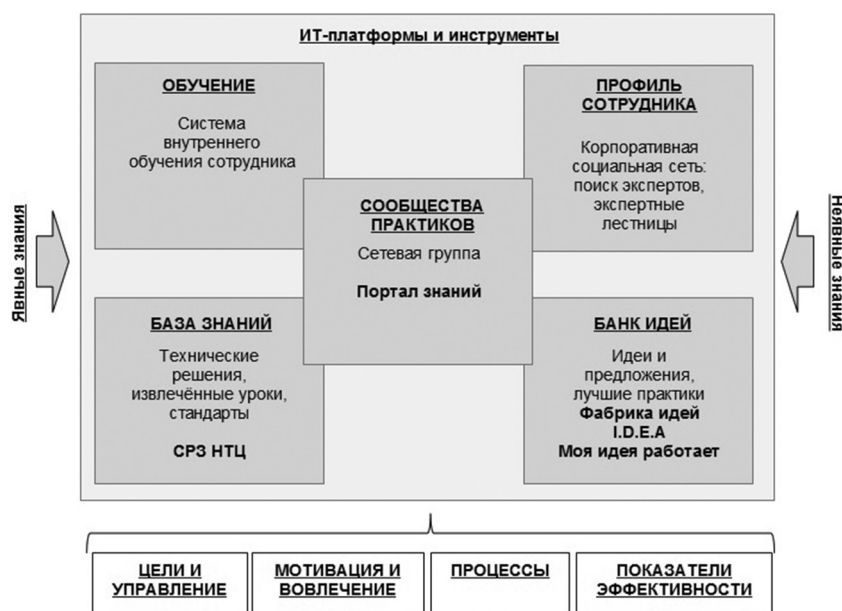 ИТ-платформы и инструменты
ОБУЧЕНИЕ
Система
внутреннего
обучения сотрудника
ПРОФИЛЬ
СОТРУДНИКА
Корпоративная
социальная сеть:
поиск экспертов,
экспертные
лестницы
СООБЩЕСТВА
ПРАКТИКОВ
Сетевая группа
Портал знаний
Явные знания
Неявные знания
БАЗА ЗНАНИЙ
Технические
решения,
извлечённые уроки,
стандарты
СРЗ НТЦ
БАНК ИДЕЙ
Идеи и
предложения,
лучшие практики
Фабрика идей
I.D.E.A
Моя идея работает
ЦЕЛИ И
УПРАВЛЕНИЕ
МОТИВАЦИЯ И
ВОВЛЕЧЕНИЕ
ПРОЦЕССЫ
ПОКАЗАТЕЛИ
ЭФФЕКТИВНОСТИ